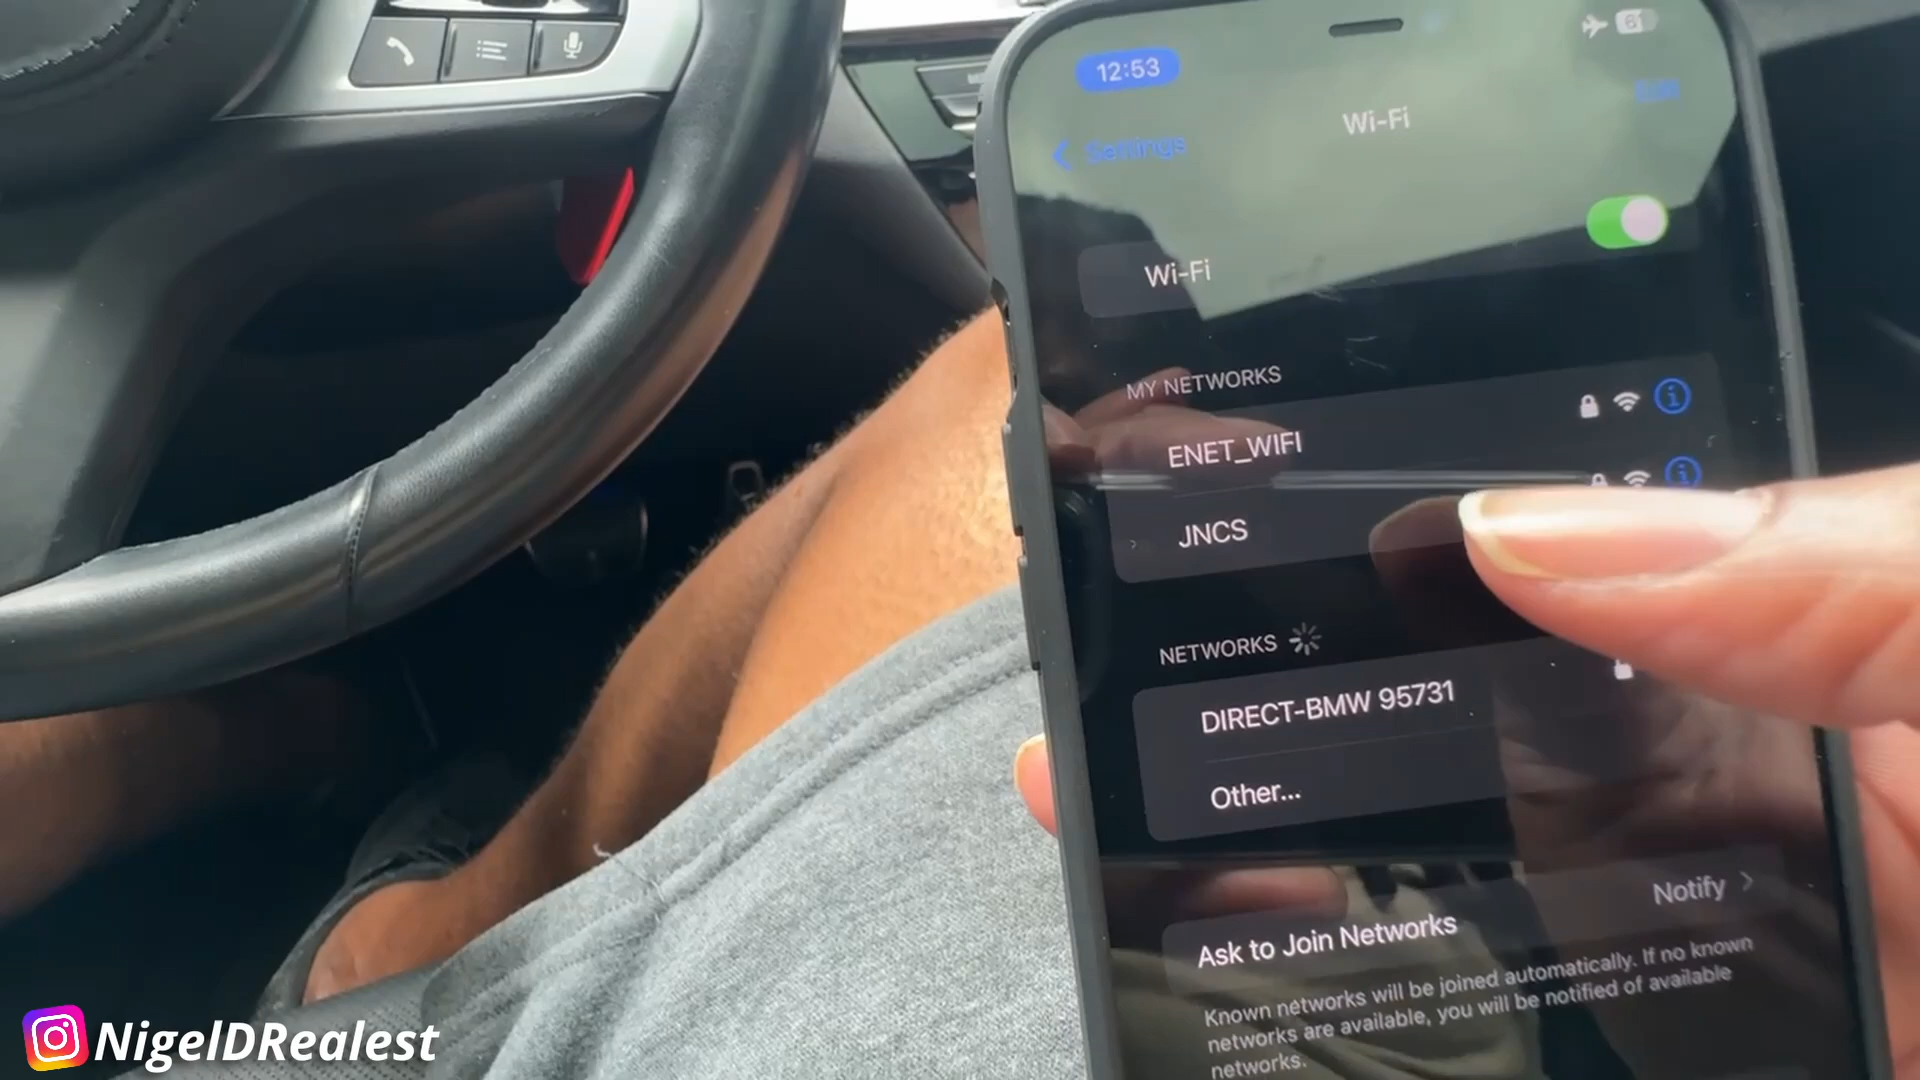 12:53
61
Edit
Settings
Wi-Fi
Wi-Fi
MY NETWORKS
ENET_WIFI
JNCS
NETWORKS
DIRECT-BMW 95731
Other...
Ask to Join Networks
Notify
Known networks will be joined automatically. If no known
networks are available, you will be notified of available
networks.
NigelDRealest